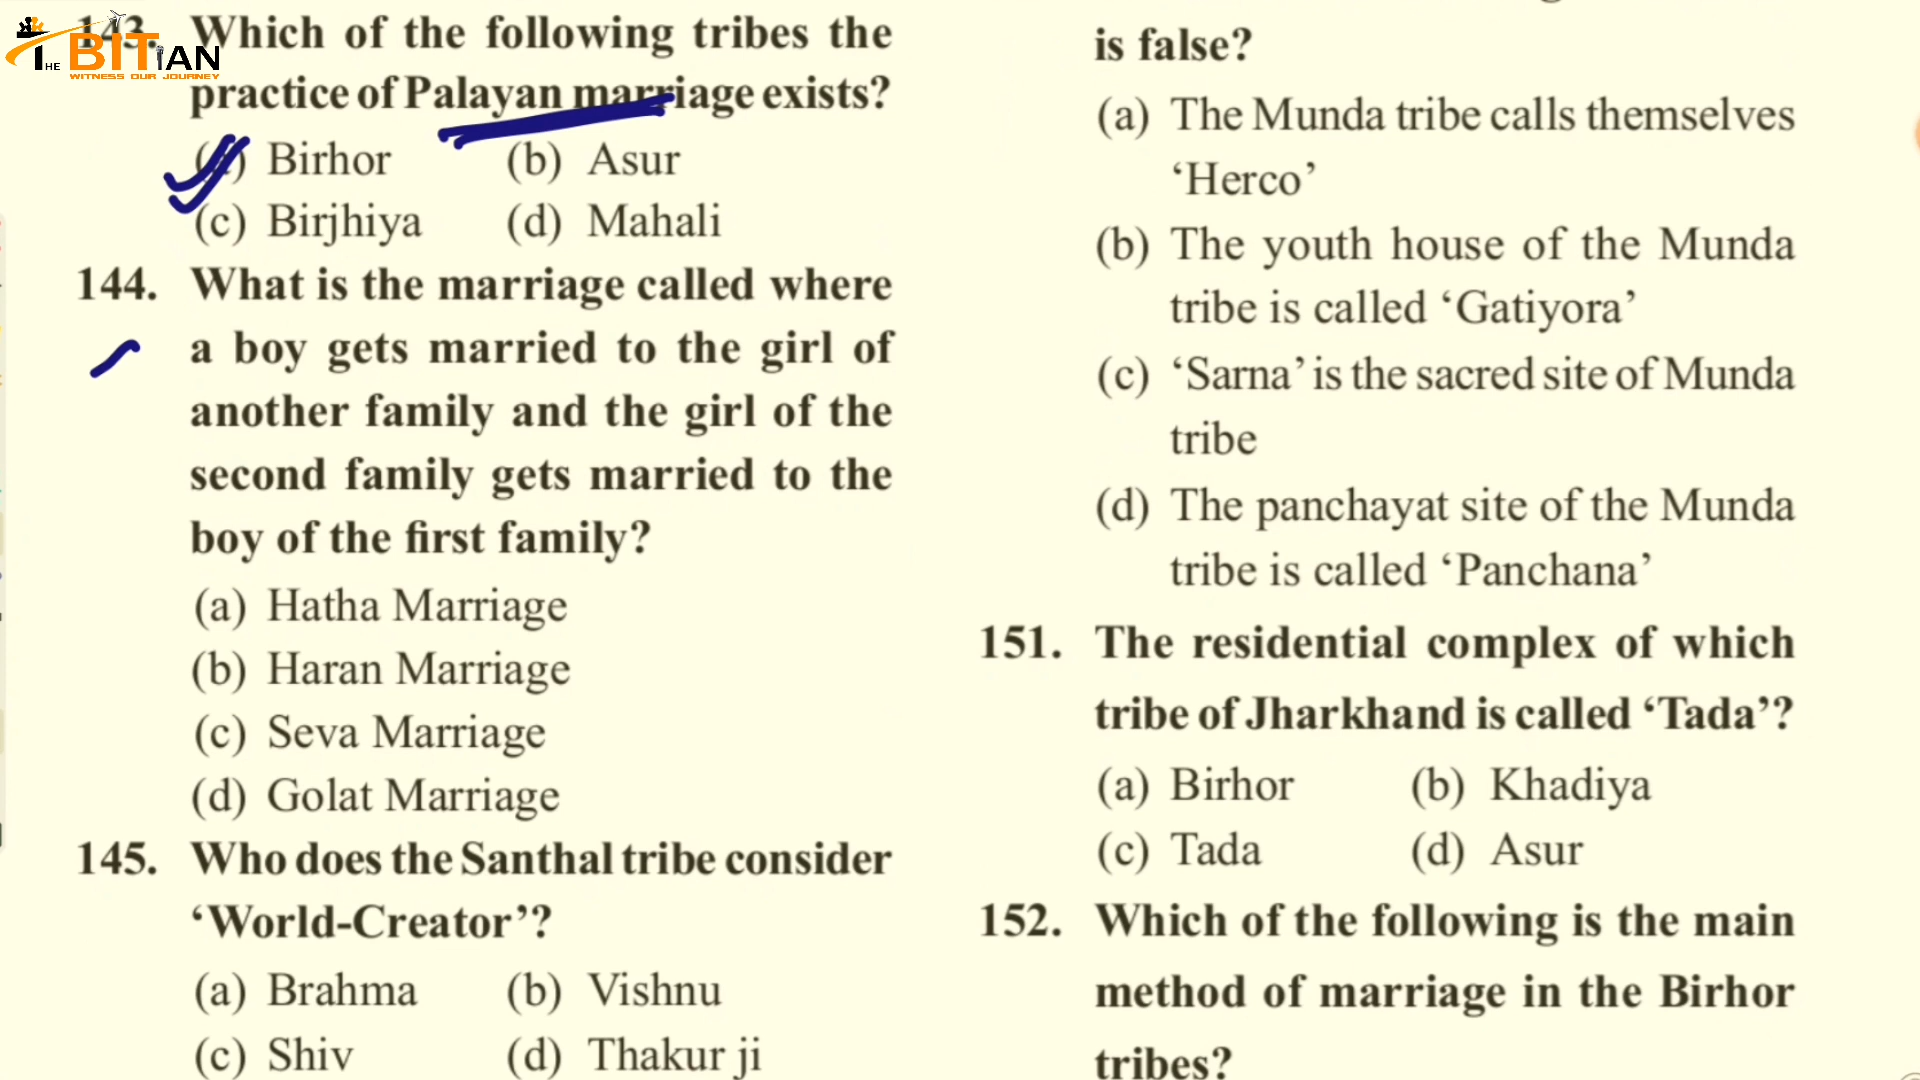 THE BITIAN
WITNESS OUR JOURNEY
143. Which of the following tribes the
practice of Palayan marriage exists?
(a) Birhor (b) Asur
(c) Birjhiya (d) Mahali
144. What is the marriage called where
a boy gets married to the girl of
another family and the girl of the
second family gets married to the
boy of the first family?
(a) Hatha Marriage
(b) Haran Marriage
(c) Seva Marriage
(d) Golat Marriage
145. Who does the Santhal tribe consider
‘World-Creator’?
(a) Brahma (b) Vishnu
(c) Shiv (d) Thakur ji
is false?
(a) The Munda tribe calls themselves
‘Herco’
(b) The youth house of the Munda
tribe is called ‘Gatiyora’
(c) ‘Sarna’ is the sacred site of Munda
tribe
(d) The panchayat site of the Munda
tribe is called ‘Panchana’
151. The residential complex of which
tribe of Jharkhand is called ‘Tada’?
(a) Birhor (b) Khadiya
(c) Tada (d) Asur
152. Which of the following is the main
method of marriage in the Birhor
tribes?